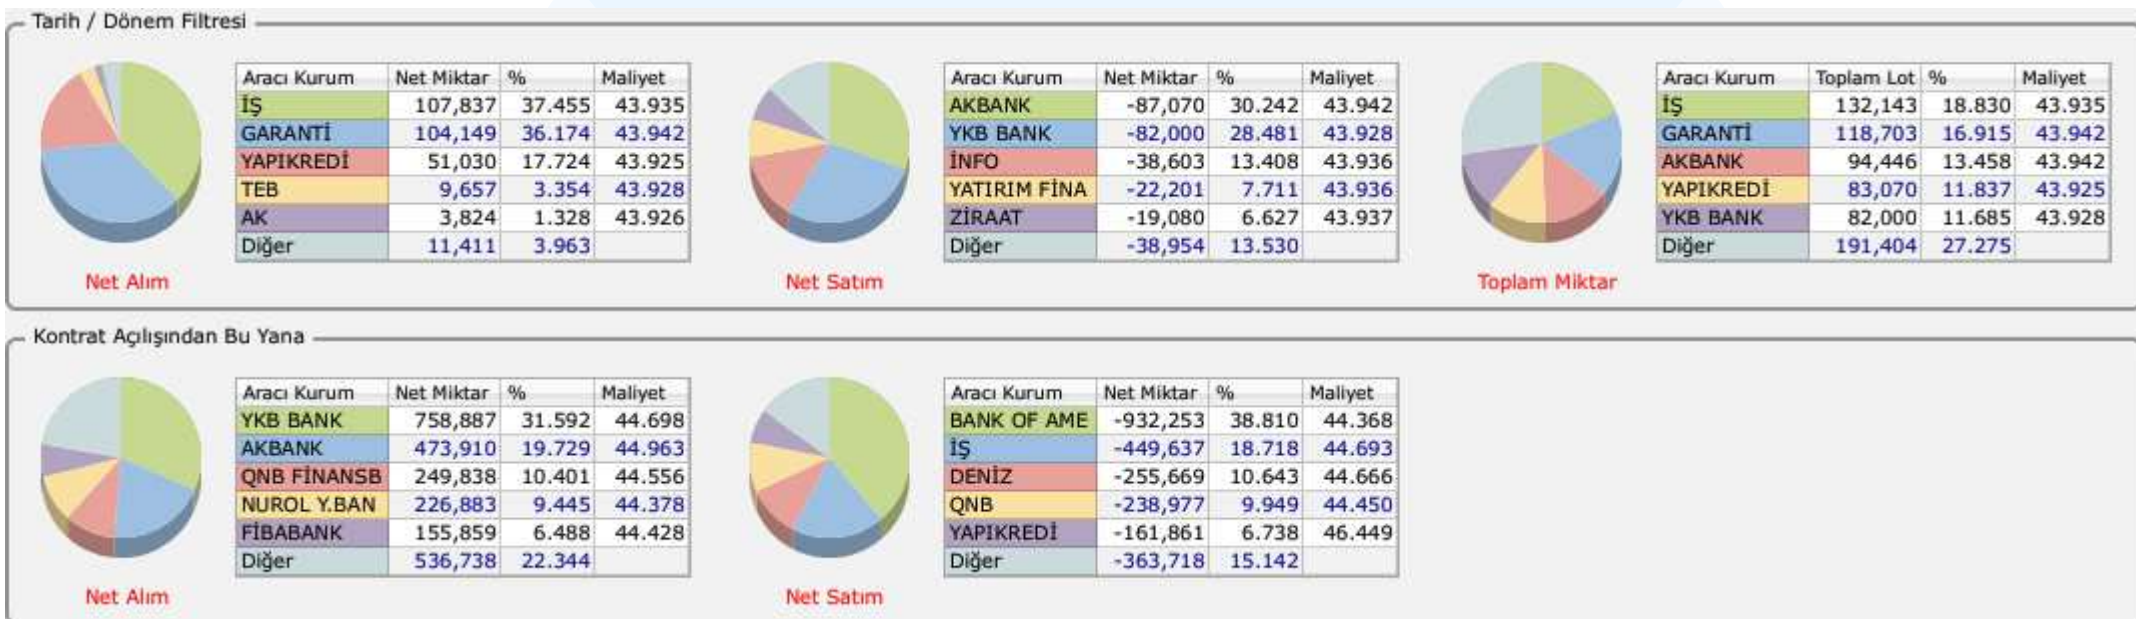 Tarih / Dönem Filtresi
Aracı Kurum Net Miktar % Maliyet
İŞ 107,837 37.455 43.935
GARANTİ 104,149 36.174 43.942
YAPIKREDİ 51,030 17.724 43.925
TEB 9,657 3.354 43.928
AK 3,824 1.328 43.926
Diğer 11,411 3.963
Net Alım
Aracı Kurum Net Miktar % Maliyet
AKBANK -87,070 30.242 43.942
YKB BANK -82,000 28.481 43.928
İNFO -38,603 13.408 43.936
YATIRIM FİNA -22,201 7.711 43.936
ZİRAAT -19,080 6.627 43.937
Diğer -38,954 13.530
Net Satım
Aracı Kurum Toplam Lot % Maliyet
İŞ 132,143 18.830 43.935
GARANTİ 118,703 16.915 43.942
AKBANK 94,446 13.458 43.942
YAPIKREDİ 83,070 11.837 43.925
YKB BANK 82,000 11.685 43.928
Diğer 191,404 27.275
Toplam Miktar
Kontrat Açılışından Bu Yana
Aracı Kurum Net Miktar % Maliyet
YKB BANK 758,887 31.592 44.698
AKBANK 473,910 19.729 44.963
QNB FİNANSB 249,838 10.401 44.556
NUROL Y.BAN 226,883 9.445 44.378
FİBABANK 155,859 6.488 44.428
Diğer 536,738 22.344
Net Alım
Aracı Kurum Net Miktar % Maliyet
BANK OF AME -932,253 38.810 44.368
İŞ -449,637 18.718 44.693
DENİZ -255,669 10.643 44.666
QNB -238,977 9.949 44.450
YAPIKREDİ -161,861 6.738 46.449
Diğer -363,718 15.142
Net Satım